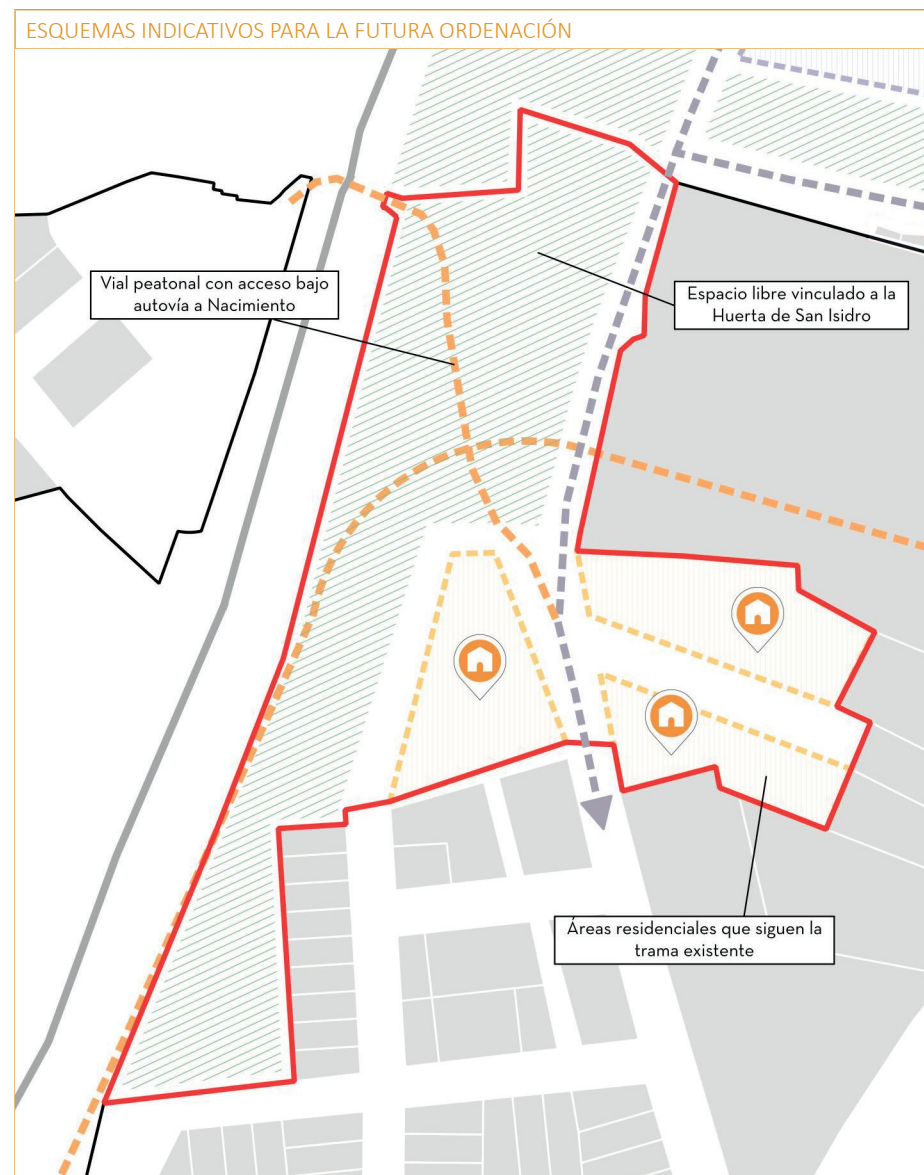 ESQUEMAS INDICATIVOS PARA LA FUTURA ORDENACIÓN
Vial peatonal con acceso bajo
autovía a Nacimiento
Espacio libre vinculado a la
Huerta de San Isidro
Áreas residenciales que siguen la
trama existente